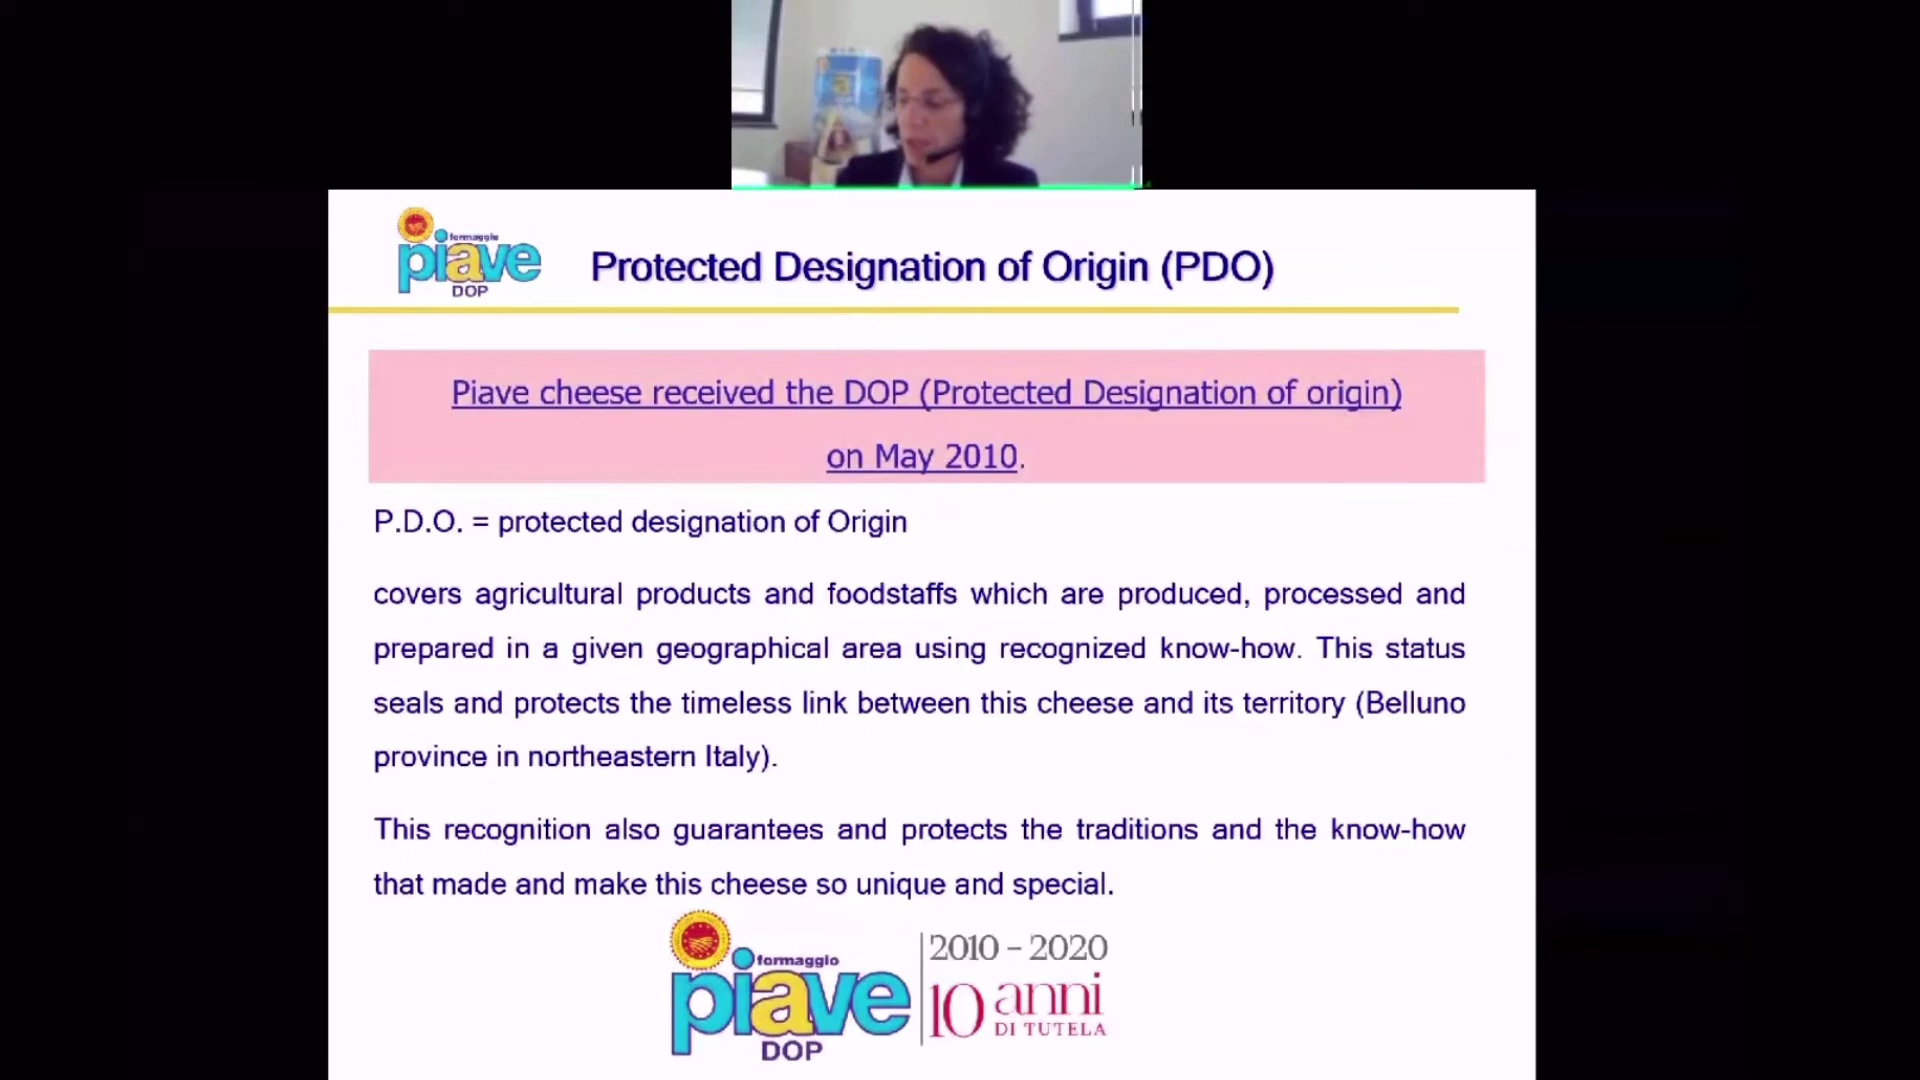 formaggio
piave
DOP
Protected Designation of Origin (PDO)
Piave cheese received the DOP (Protected Designation of origin)
on May 2010.
P.D.O. = protected designation of Origin
covers agricultural products and foodstaffs which are produced, processed and
prepared in a given geographical area using recognized know-how. This status
seals and protects the timeless link between this cheese and its territory (Belluno
province in northeastern Italy).
This recognition also guarantees and protects the traditions and the know-how
that made and make this cheese so unique and special.
formaggio
piave
DOP
2010 - 2020
10 anni
DI TUTELA